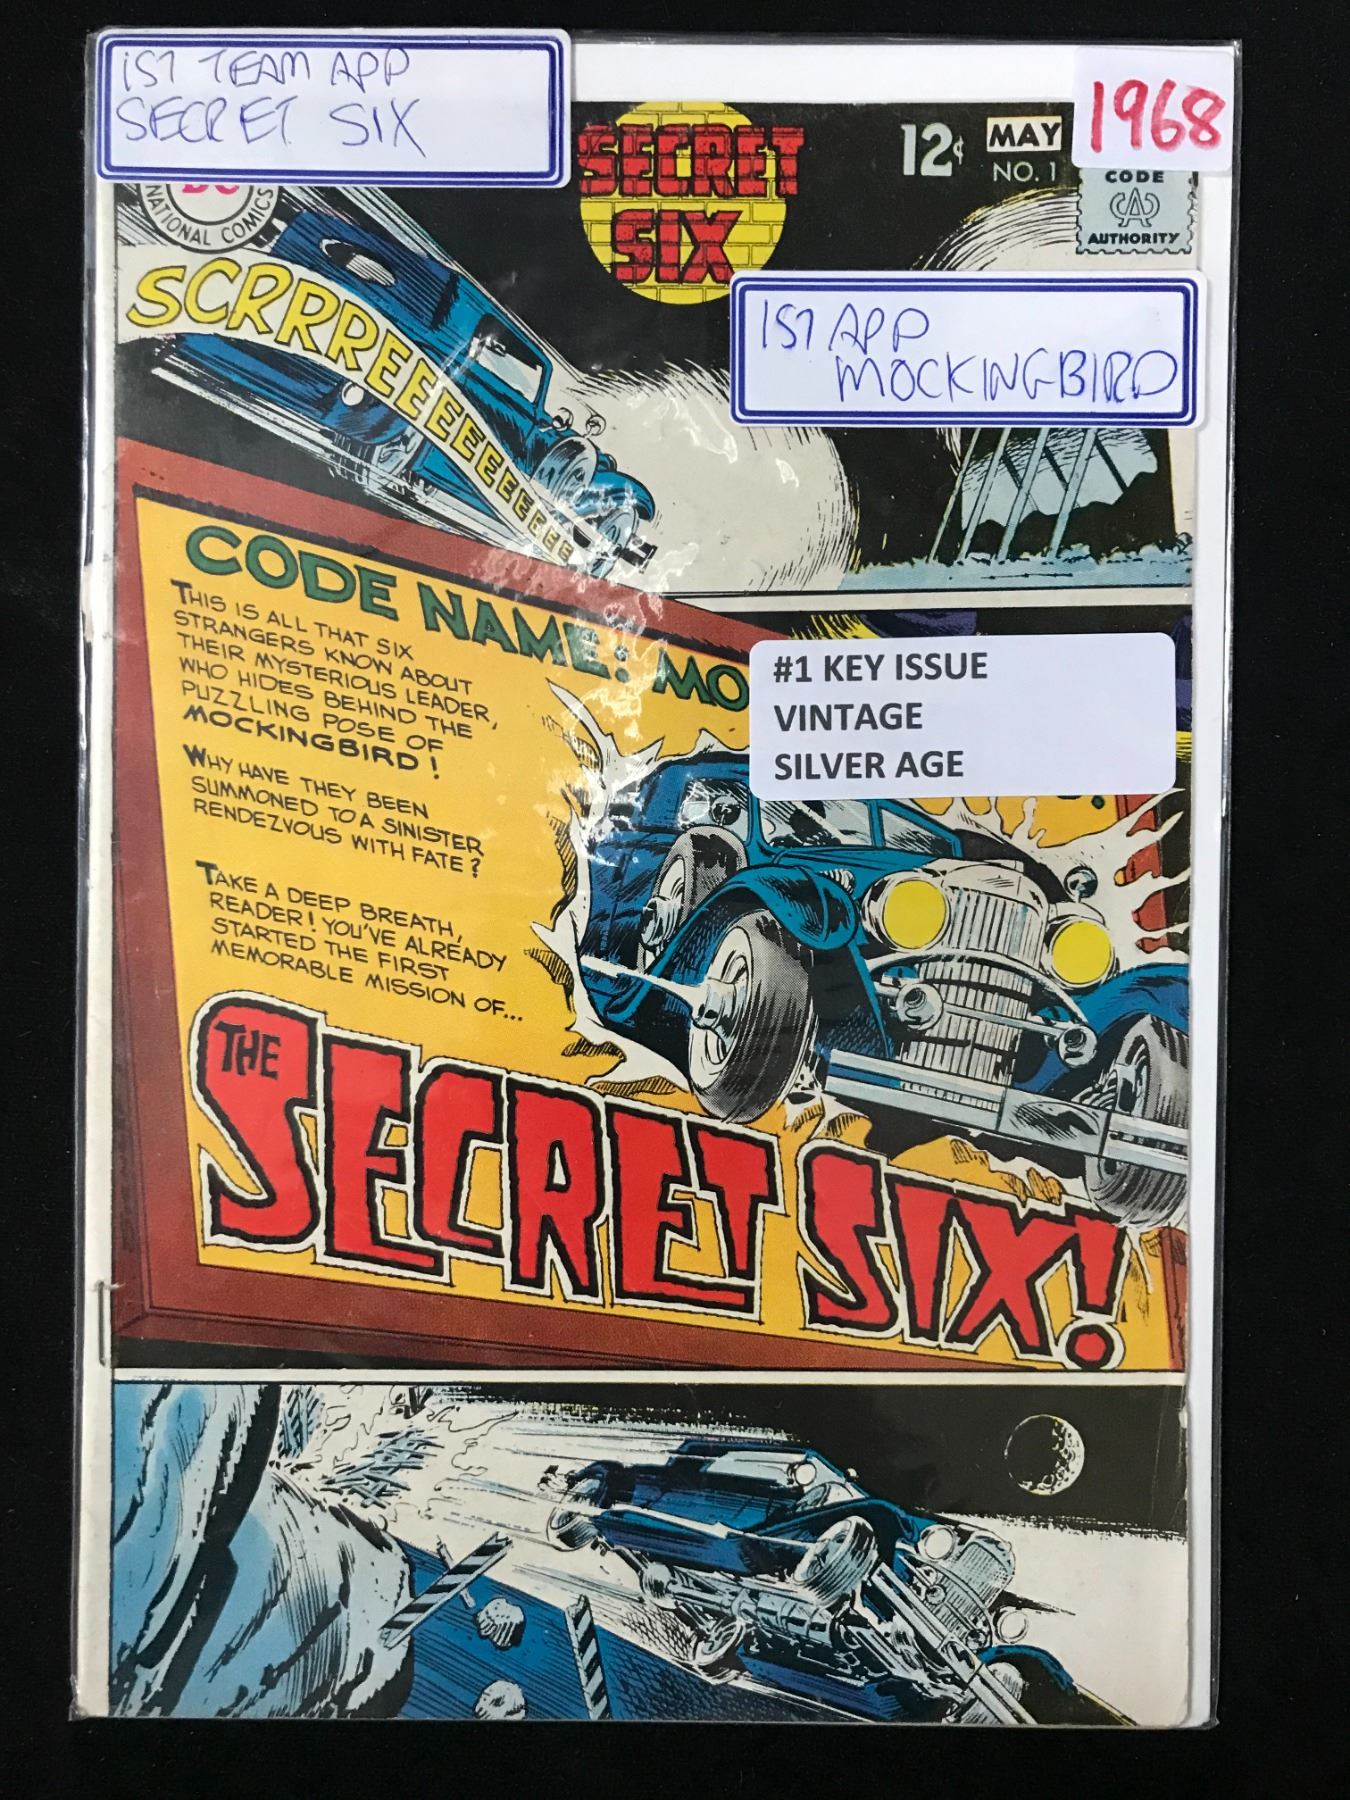 1ST TEAM APP
SECRET SIX
1968
SECRET
SIX
12¢
MAY
NO. 1
CODE
CA
AUTHORITY
DC
NATIONAL COMICS
SCRRREEEEEEEEEEEEE
1ST APP
MOCKINGBIRD
CODE NAME: MO
#1 KEY ISSUE
VINTAGE
SILVER AGE
THIS IS ALL THAT SIX
STRANGERS KNOW ABOUT
THEIR MYSTERIOUS LEADER,
WHO HIDES BEHIND THE
PUZZLING POSE OF
MOCKINGBIRD!
WHY HAVE THEY BEEN
SUMMONED TO A SINISTER
RENDEZVOUS WITH FATE?
TAKE A DEEP BREATH,
READER! YOU'VE ALREADY
STARTED THE FIRST
MEMORABLE MISSION OF...
THE
SECRET SIX!